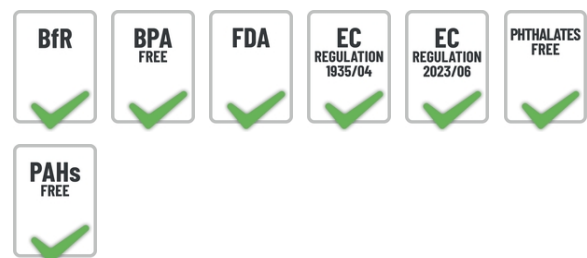 BfR
BPA
FREE
FDA
EC
REGULATION
1935/04
EC
REGULATION
2023/06
PHTHALATES
FREE
PAHs
FREE